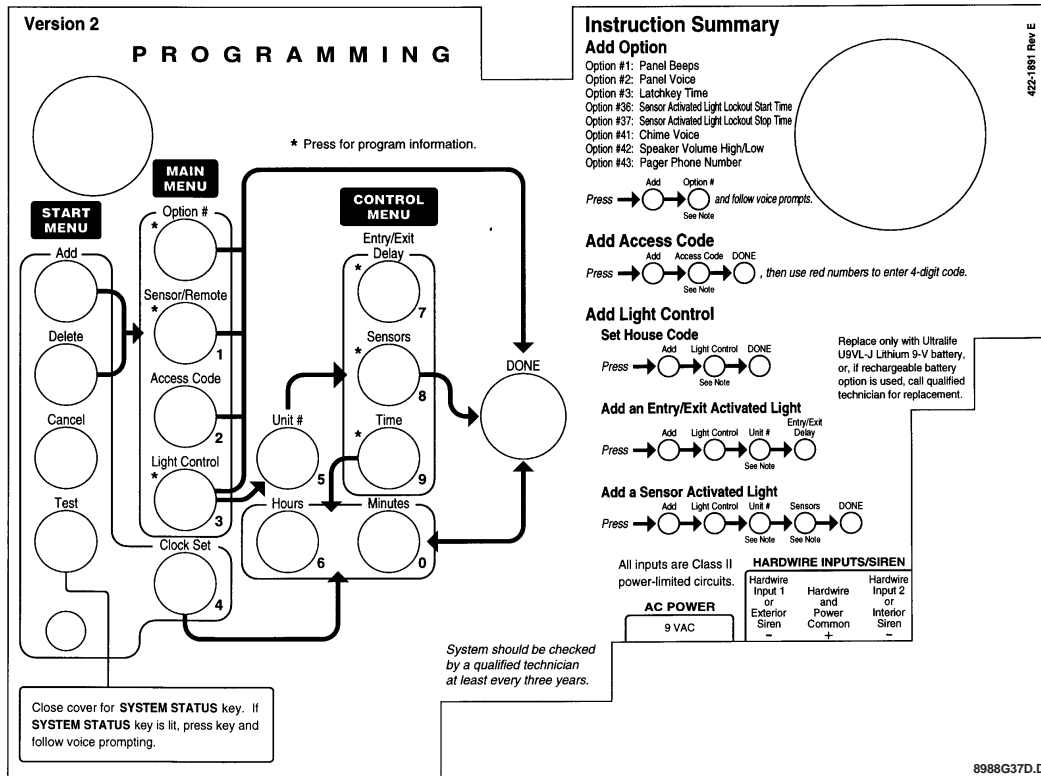 Version 2
PROGRAMMING
* Press for program information.
MAIN
MENU
START
MENU
CONTROL
MENU
Option #
*
Add
Sensor/Remote
*
1
Delete
Access Code
2
Cancel
Light Control
*
3
Test
Clock Set
4
Unit #
5
Entry/Exit
Delay
*
7
Sensors
*
8
Time
*
9
Hours
6
Minutes
0
DONE
Close cover for SYSTEM STATUS key. If
SYSTEM STATUS key is lit, press key and
follow voice prompting.
Instruction Summary
Add Option
Option #1: Panel Beeps
Option #2: Panel Voice
Option #3: Latchkey Time
Option #36: Sensor Activated Light Lockout Start Time
Option #37: Sensor Activated Light Lockout Stop Time
Option #41: Chime Voice
Option #42: Speaker Volume High/Low
Option #43: Pager Phone Number
Add Option #
Press and follow voice prompts.
See Note
Add Access Code
Add Access Code DONE
Press , then use red numbers to enter 4-digit code.
See Note
Add Light Control
Set House Code
Add Light Control DONE
Press
See Note
Add an Entry/Exit Activated Light
Add Light Control Unit # Entry/Exit
Delay
Press
See Note
Add a Sensor Activated Light
Add Light Control Unit # Sensors DONE
Press
See Note See Note
Replace only with Ultralife
U9VL-J Lithium 9-V battery,
or, if rechargeable battery
option is used, call qualified
technician for replacement.
All inputs are Class II
power-limited circuits.
AC POWER
9 VAC
HARDWIRE INPUTS/SIREN
Hardwire
Input 1
or
Exterior
Siren
–
Hardwire
and
Power
Common
+
Hardwire
Input 2
or
Interior
Siren
–
System should be checked
by a qualified technician
at least every three years.
422-1891 Rev E
8988G37D.D